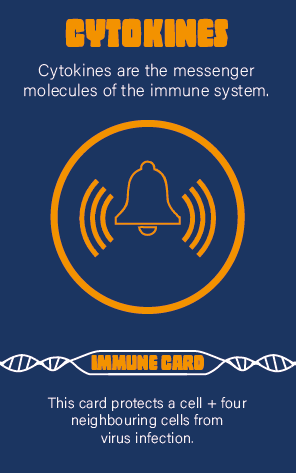 CYTOKINES
Cytokines are the messenger
molecules of the immune system.
IMMUNE CARD
This card protects a cell + four
neighbouring cells from
virus infection.